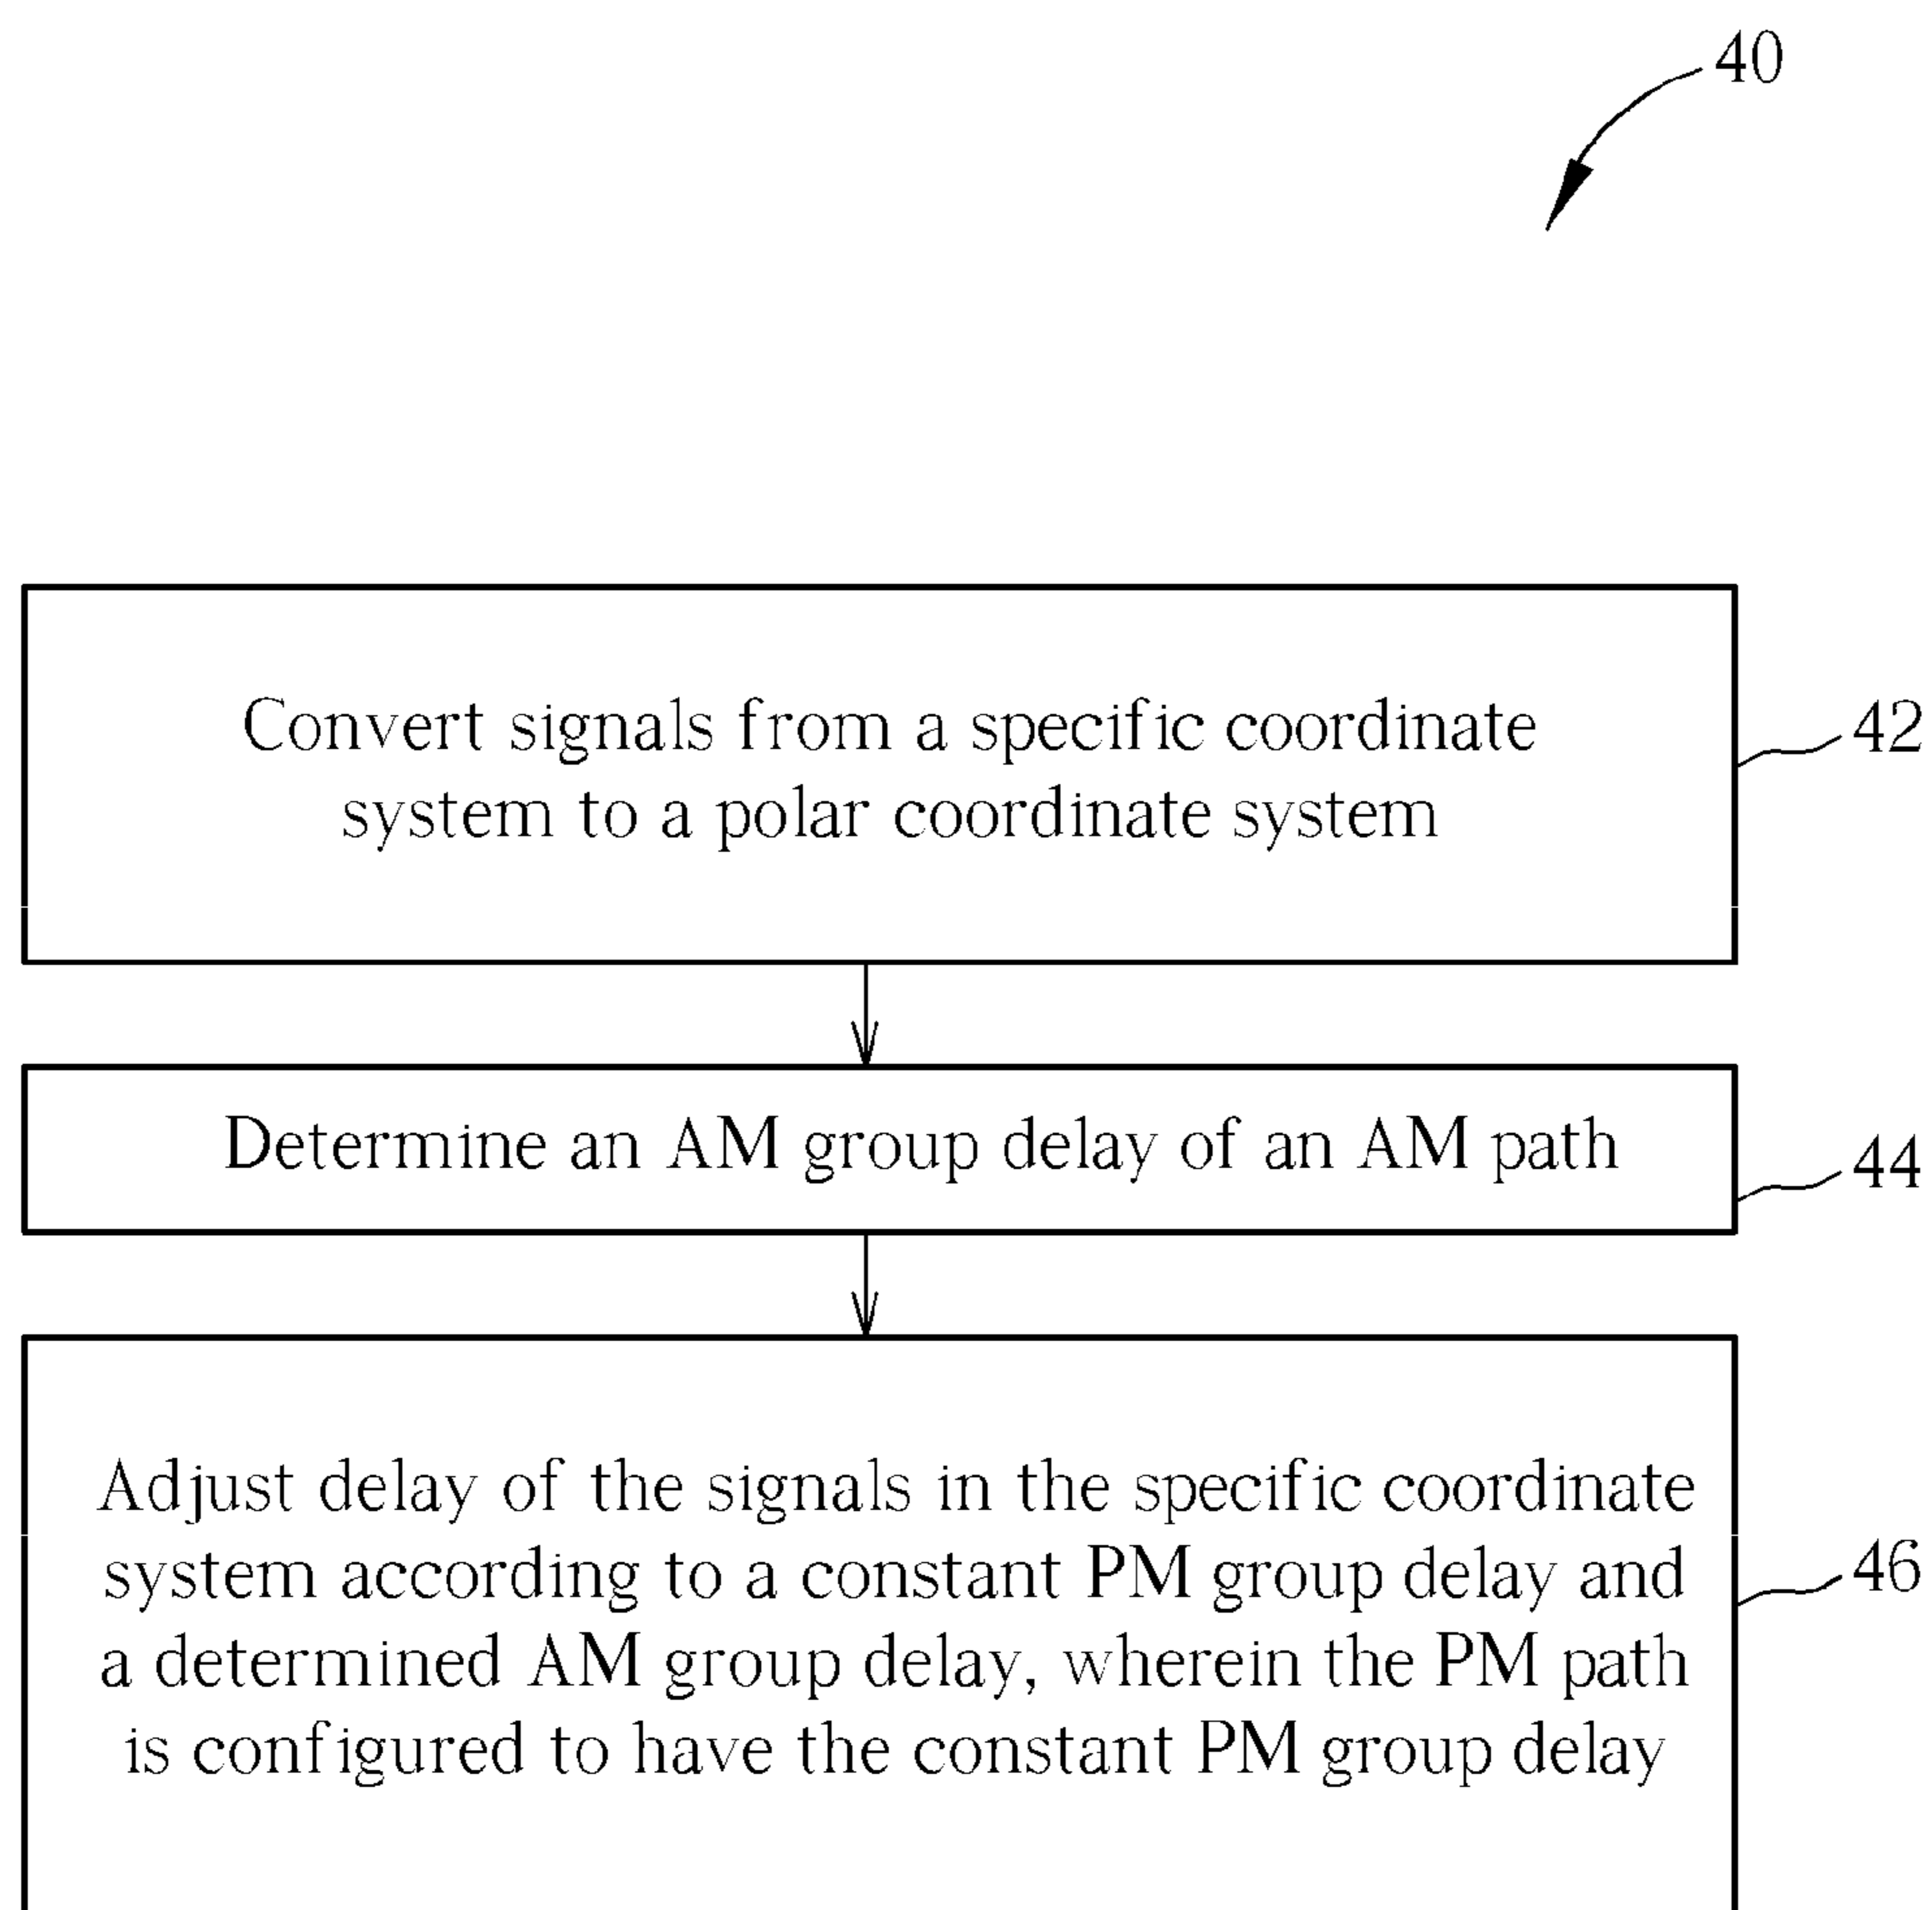 40
Convert signals from a specific coordinate
system to a polar coordinate system
42
Determine an AM group delay of an AM path
44
Adjust delay of the signals in the specific coordinate
system according to a constant PM group delay and
a determined AM group delay, wherein the PM path
is configured to have the constant PM group delay
46